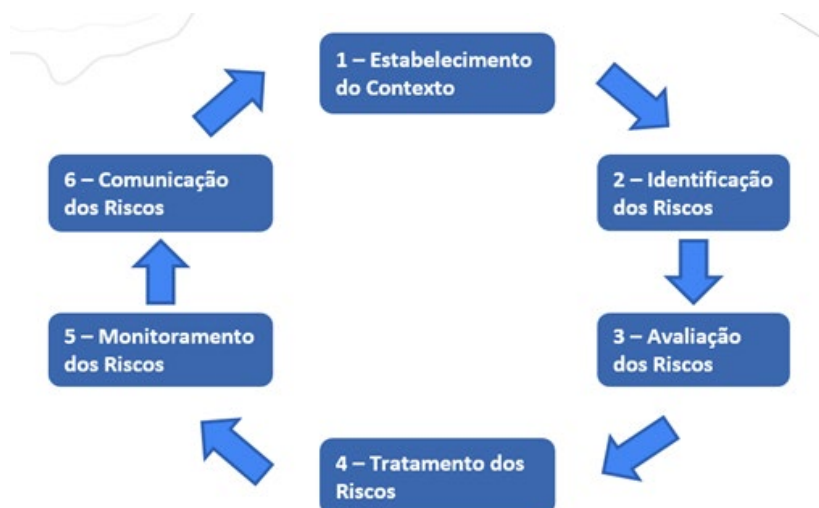 1 – Estabelecimento
do Contexto
2 – Identificação
dos Riscos
3 – Avaliação
dos Riscos
4 – Tratamento dos
Riscos
5 – Monitoramento
dos Riscos
6 – Comunicação
dos Riscos